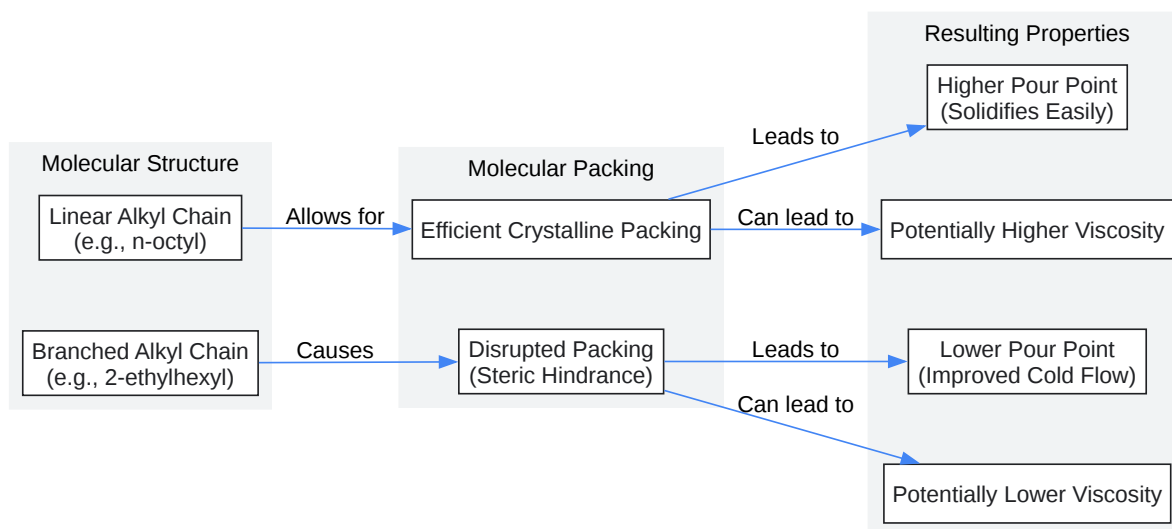 Molecular Structure
Linear Alkyl Chain
(e.g., n-octyl)
Branched Alkyl Chain
(e.g., 2-ethylhexyl)
Allows for
Causes
Molecular Packing
Efficient Crystalline Packing
Disrupted Packing
(Steric Hindrance)
Leads to
Can lead to
Leads to
Can lead to
Resulting Properties
Higher Pour Point
(Solidifies Easily)
Potentially Higher Viscosity
Lower Pour Point
(Improved Cold Flow)
Potentially Lower Viscosity